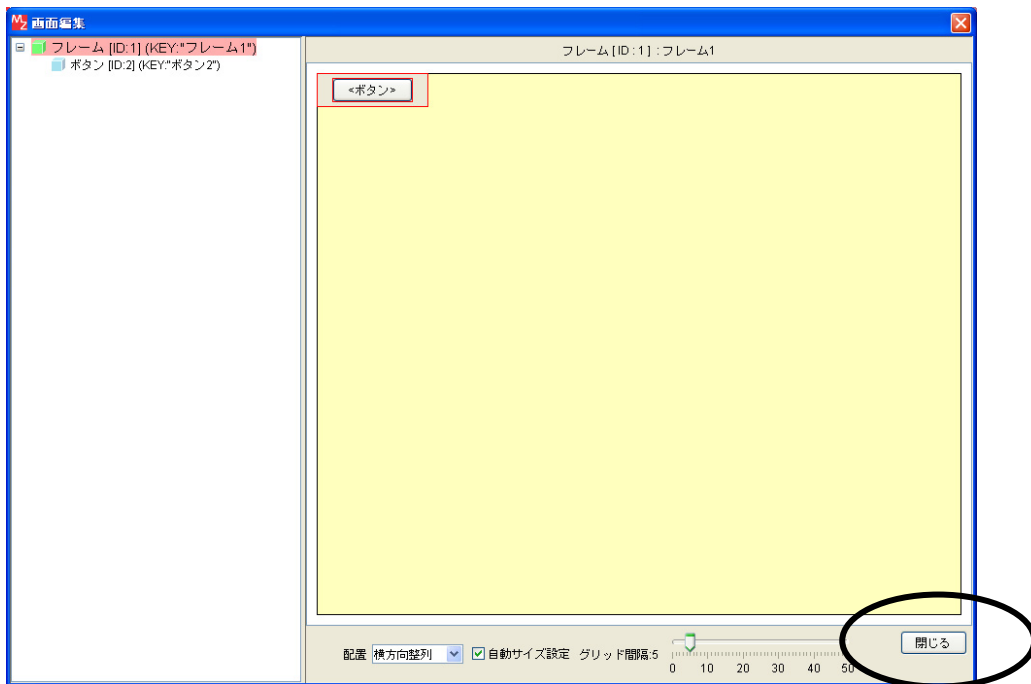 MZ 画面編集
フレーム [ID:1] (KEY:"フレーム1")
ボタン [ID:2] (KEY:"ボタン2")
フレーム [ID:1] : フレーム1
<ボタン>
配置 横方向整列 自動サイズ設定 グリッド間隔:5
0 10 20 30 40 50
閉じる